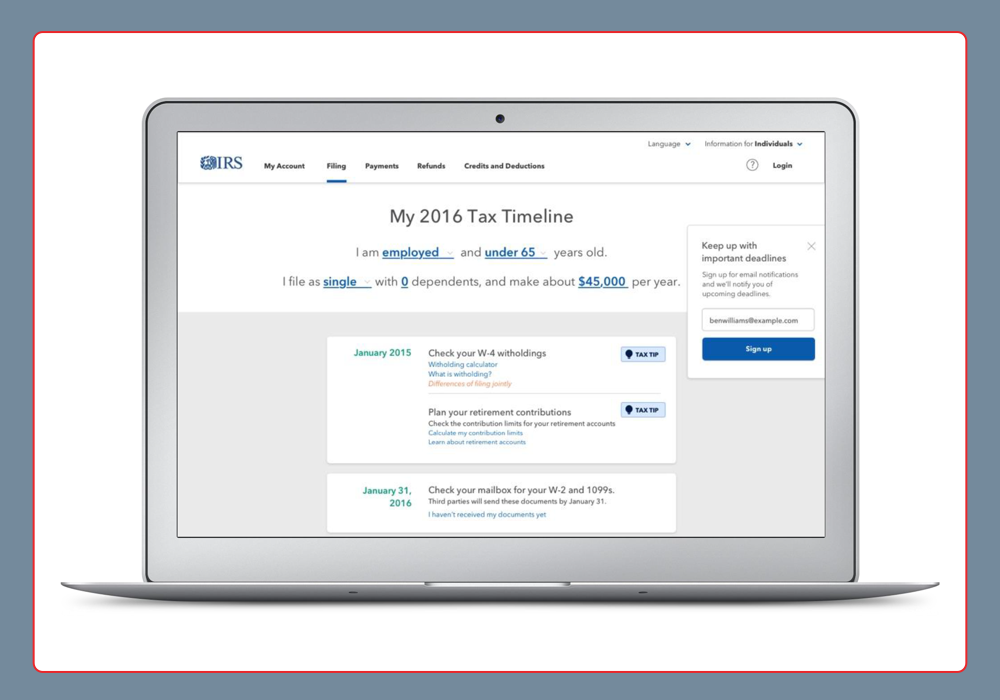 Language
Information for Individuals
IRS
My Account
Filing
Payments
Refunds
Credits and Deductions
?
Login
My 2016 Tax Timeline
I am employed and under 65 years old.
I file as single with 0 dependents, and make about $45,000 per year.
Keep up with
important deadlines
Sign up for email notifications
and we'll notify you of
upcoming deadlines.
benwilliams@example.com
Sign up
January 2015
Check your W-4 witholdings
TAX TIP
Witholding calculator
What is witholding?
Differences of filing jointly
Plan your retirement contributions
TAX TIP
Check the contribution limits for your retirement accounts
Calculate my contribution limits
Learn about retirement accounts
January 31,
2016
Check your mailbox for your W-2 and 1099s.
Third parties will send these documents by January 31.
I haven't received my documents yet